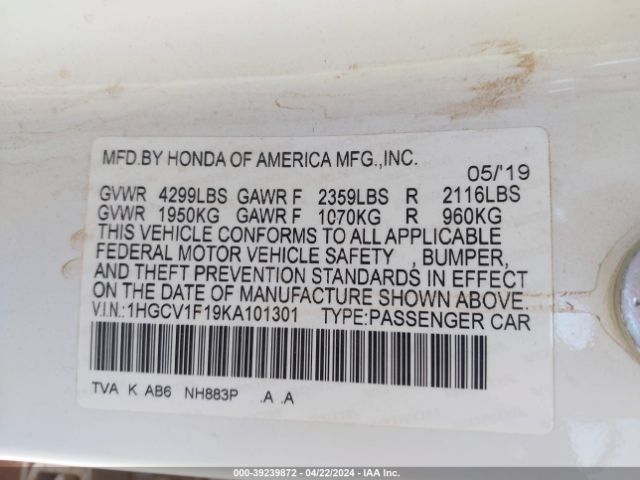 MFD.BY HONDA OF AMERICA MFG.,INC.
05/'19
GVWR 4299LBS GAWR F 2359LBS R 2116LBS
GVWR 1950KG GAWR F 1070KG R 960KG
THIS VEHICLE CONFORMS TO ALL APPLICABLE
FEDERAL MOTOR VEHICLE SAFETY , BUMPER,
AND THEFT PREVENTION STANDARDS IN EFFECT
ON THE DATE OF MANUFACTURE SHOWN ABOVE.
V.I.N.: 1HGCV1F19KA101301 TYPE:PASSENGER CAR
TVA K AB6 NH883P .A .A
000-39239872 - 04/22/2024 - IAA Inc.